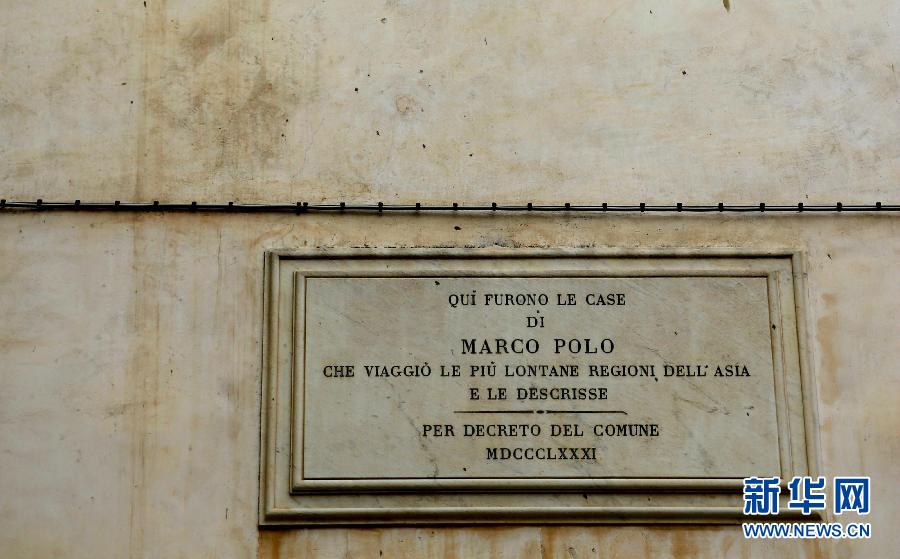 QUI FURONO LE CASE
DI
MARCO POLO
CHE VIAGGIÒ LE PIÙ LONTANE REGIONI DELL'ASIA
E LE DESCRISSE
PER DECRETO DEL COMUNE
MDCCCLXXXI
新华网
WWW.NEWS.CN